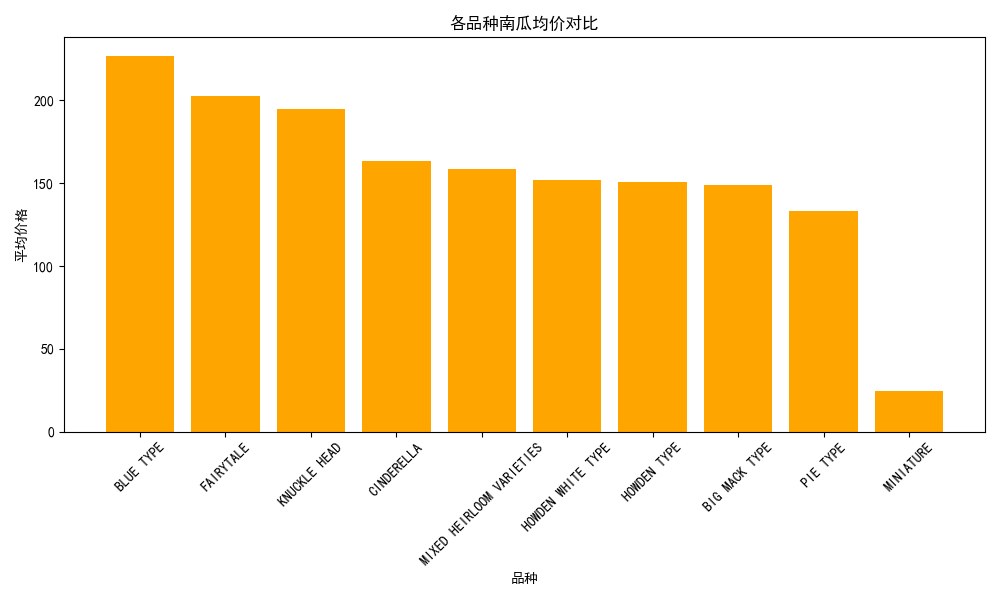 各品种南瓜均价对比
平均价格
200
150
100
50
0
BLUE TYPE
FAIRYTALE
KNUCKLE HEAD
CINDERELLA
MIXED HEIRLOOM VARIETIES
HOWDEN WHITE TYPE
HOWDEN TYPE
BIG MACK TYPE
PIE TYPE
MINIATURE
品种